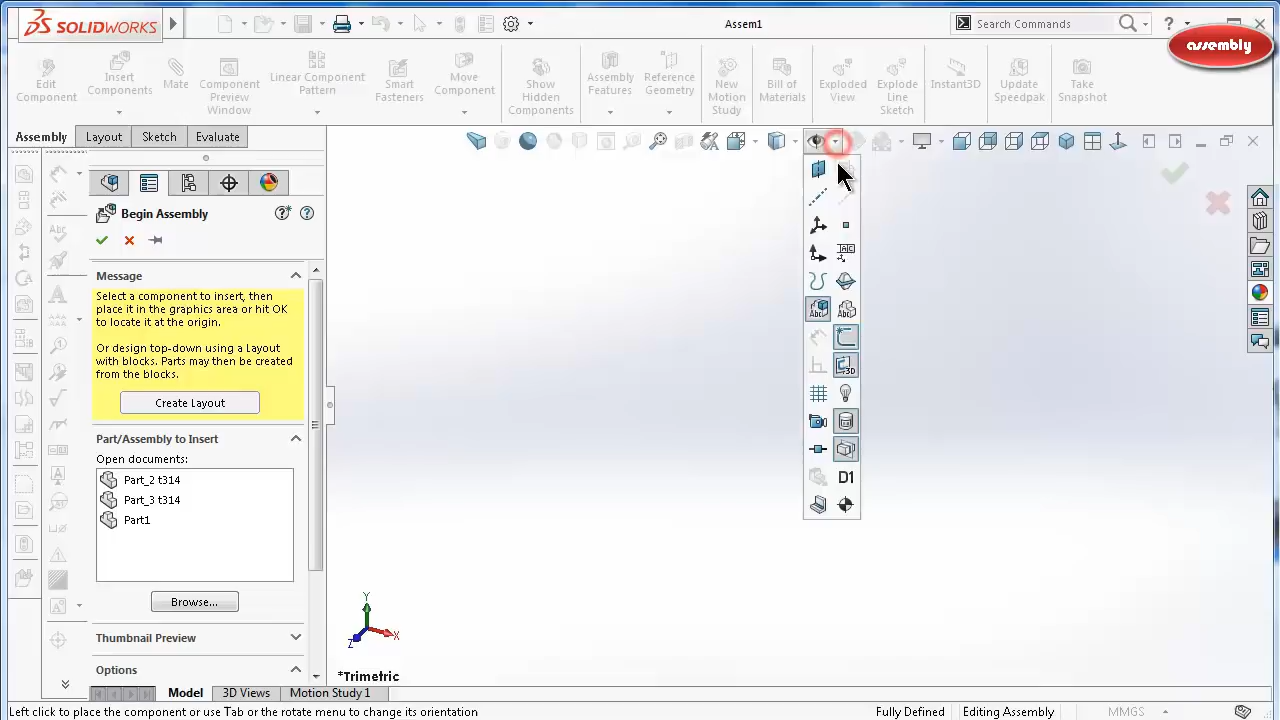 SOLIDWORKS
Assem1
Search Commands
?
assembly
Edit
Component
Insert
Components
Mate
Component
Preview
Window
Linear Component
Pattern
Smart
Fasteners
Move
Component
Show
Hidden
Components
Assembly
Features
Reference
Geometry
New
Motion
Study
Bill of
Materials
Exploded
View
Explode
Line
Sketch
Instant3D
Update
Speedpak
Take
Snapshot
Assembly
Layout
Sketch
Evaluate
Begin Assembly
Message
Select a component to insert, then
place it in the graphics area or hit OK
to locate it at the origin.
Or design top-down using a Layout
with blocks. Parts may then be created
from the blocks.
Create Layout
Part/Assembly to Insert
Open documents:
Part_2 t314
Part_3 t314
Part1
Browse...
Thumbnail Preview
Options
D1
Y
X
Z
*Trimetric
Model
3D Views
Motion Study 1
Left click to place the component or use Tab or the rotate menu to change its orientation
Fully Defined
Editing Assembly
MMGS